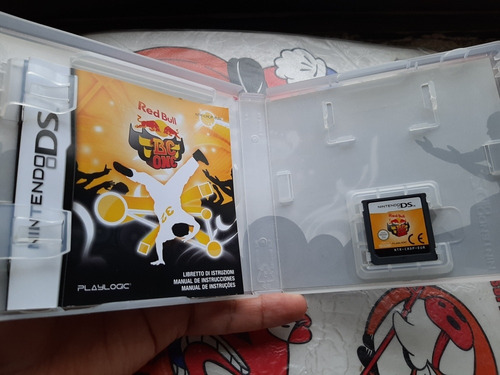 NINTENDO DS
Red Bull
BC
ONE
LIBRETTO DI ISTRUZIONI
MANUAL DE INSTRUCCIONES
MANUAL DE INSTRUÇÕES
PLAYLOGIC
NINTENDO DS
Red Bull
CE